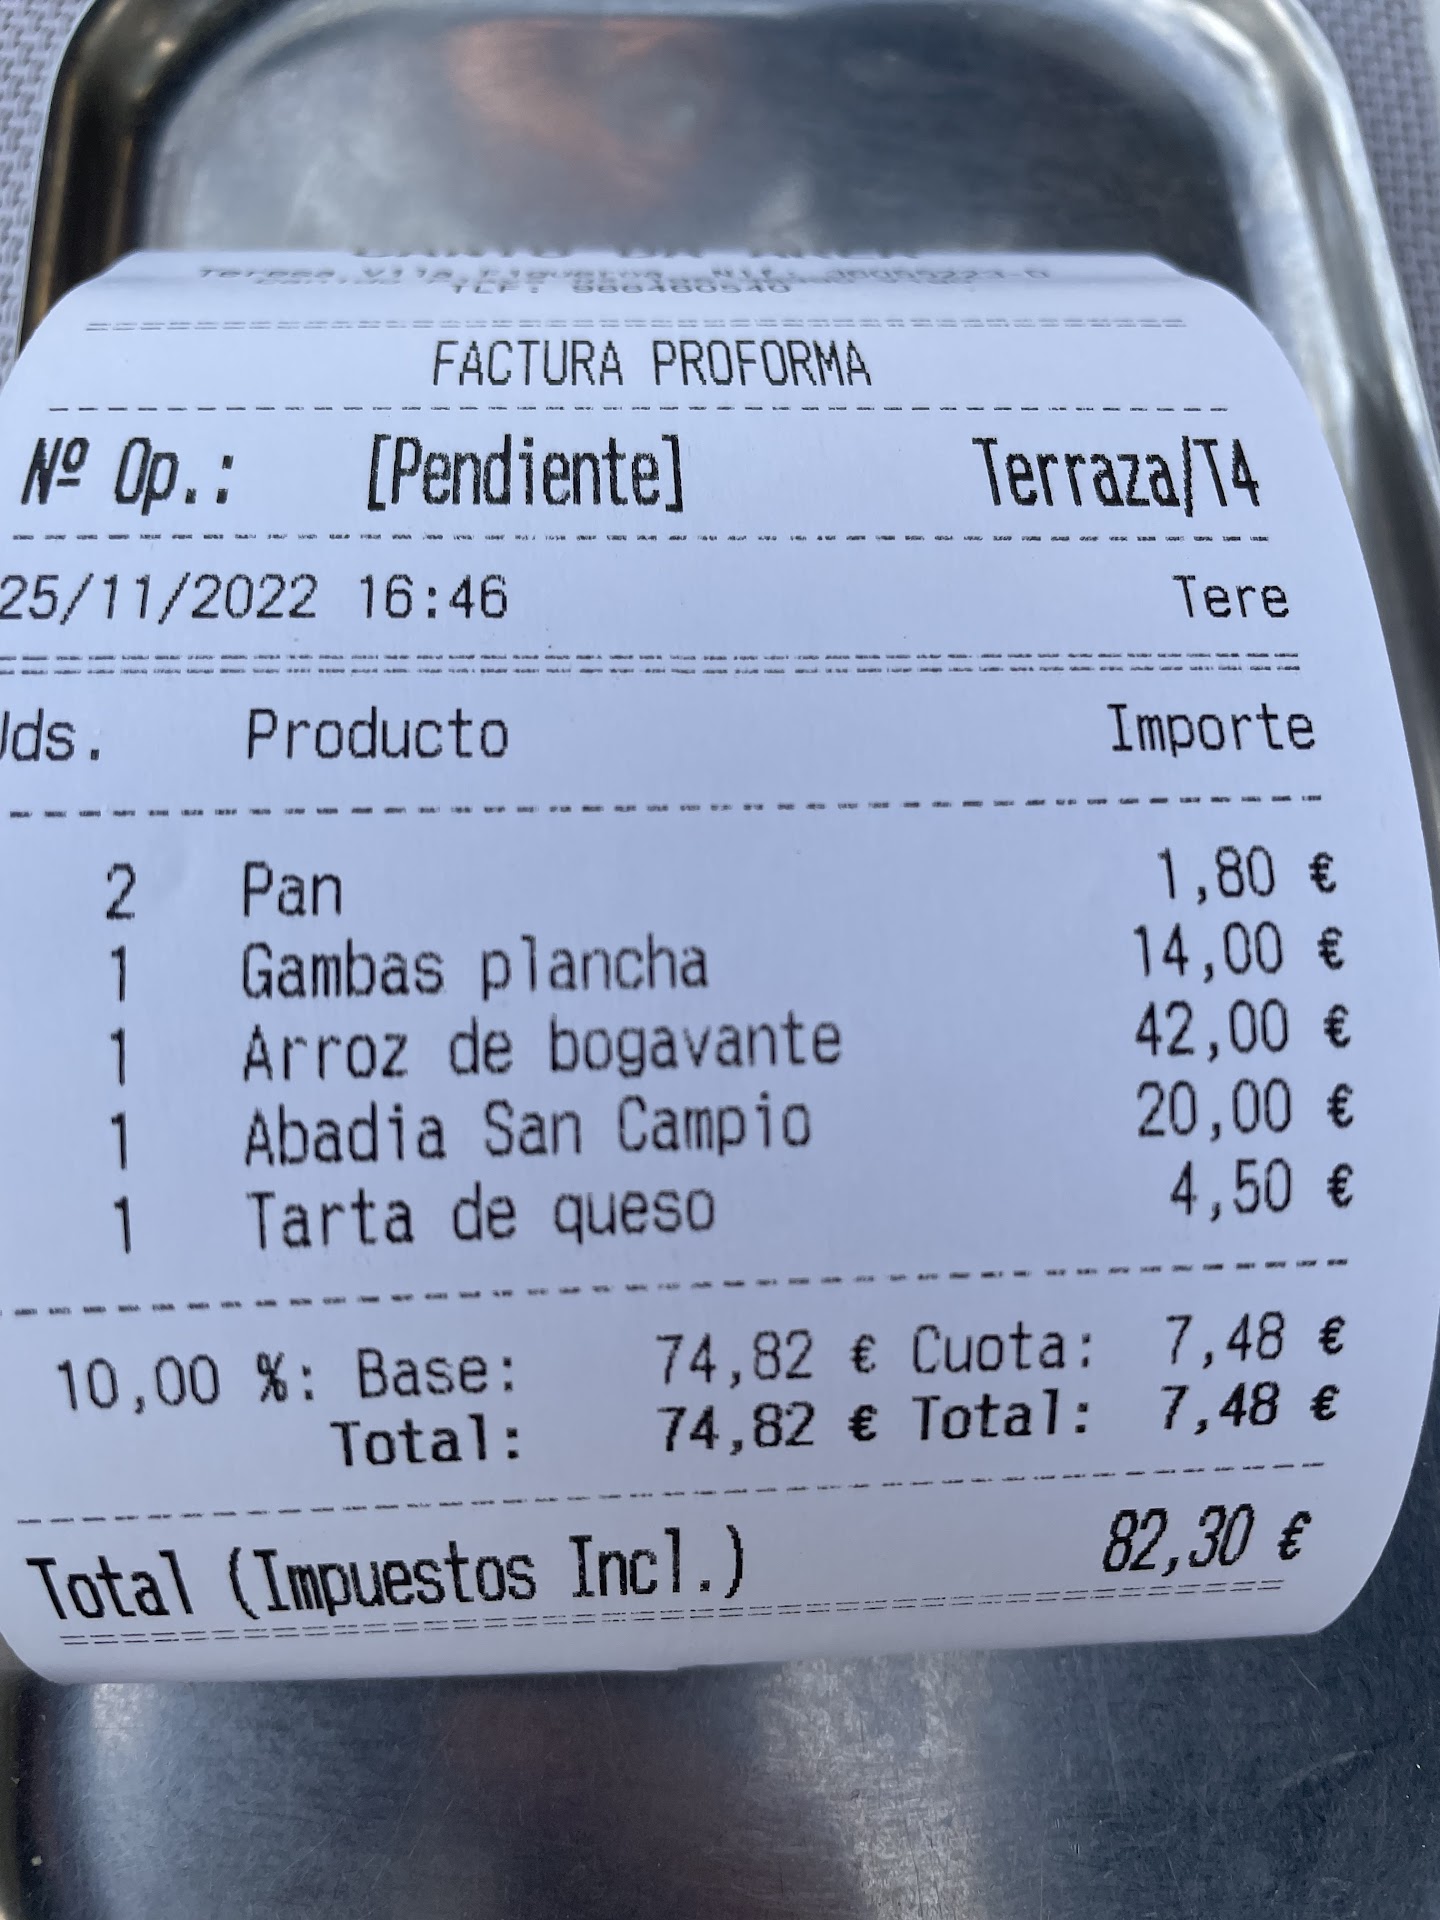 TLF: 986460540
FACTURA PROFORMA
Nº Op.: [Pendiente] Terraza/T4
25/11/2022 16:46 Tere
Uds. Producto Importe
2 Pan 1,80 €
1 Gambas plancha 14,00 €
1 Arroz de bogavante 42,00 €
1 Abadia San Campio 20,00 €
1 Tarta de queso 4,50 €
10,00 %: Base: 74,82 € Cuota: 7,48 €
Total: 74,82 € Total: 7,48 €
Total (Impuestos Incl.) 82,30 €